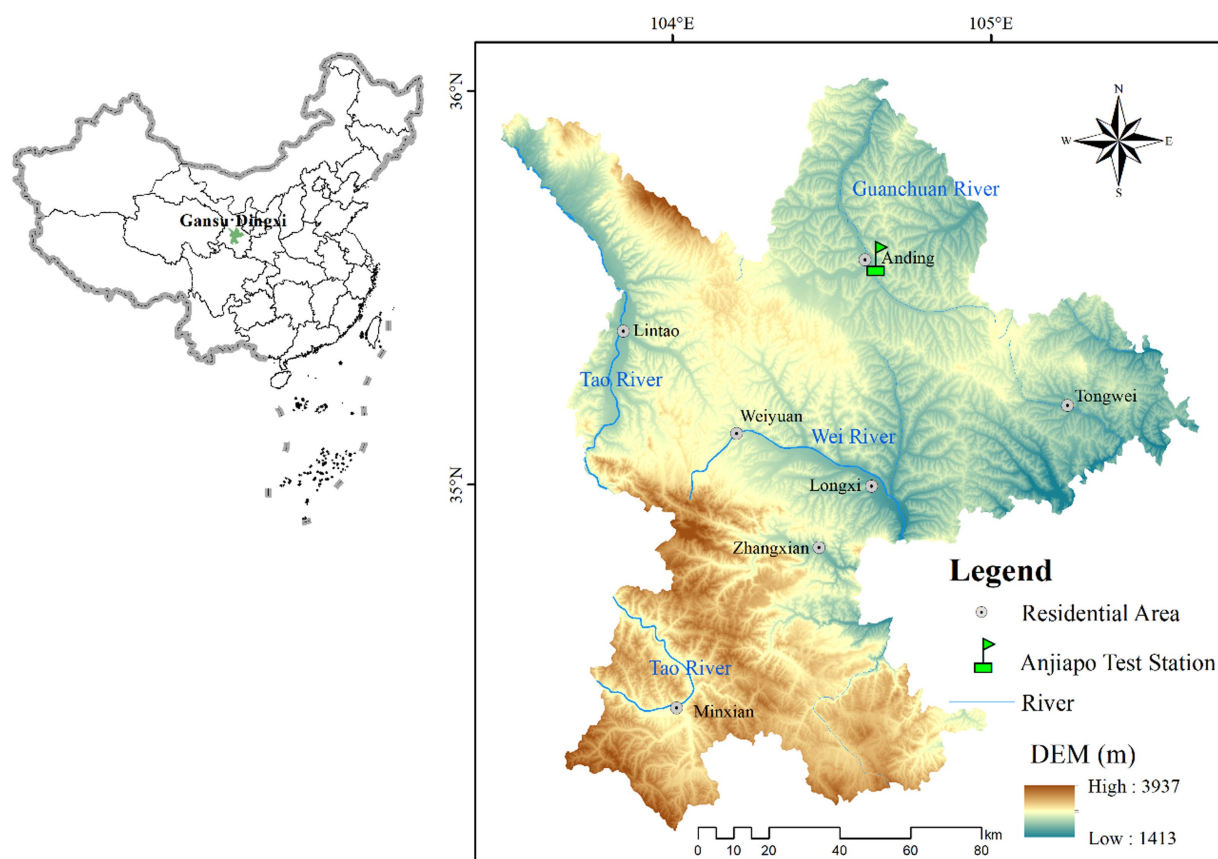 104°E
105°E
36°N
35°N
N
W
E
S
Gansu·Dingxi
Guanchuan River
Anding
Lintao
Tao River
Tongwei
Weiyuan
Wei River
Longxi
Zhangxian
Tao River
Minxian
Legend
Residential Area
Anjiapo Test Station
River
DEM (m)
High : 3937
Low : 1413
km
0 10 20 40 60 80